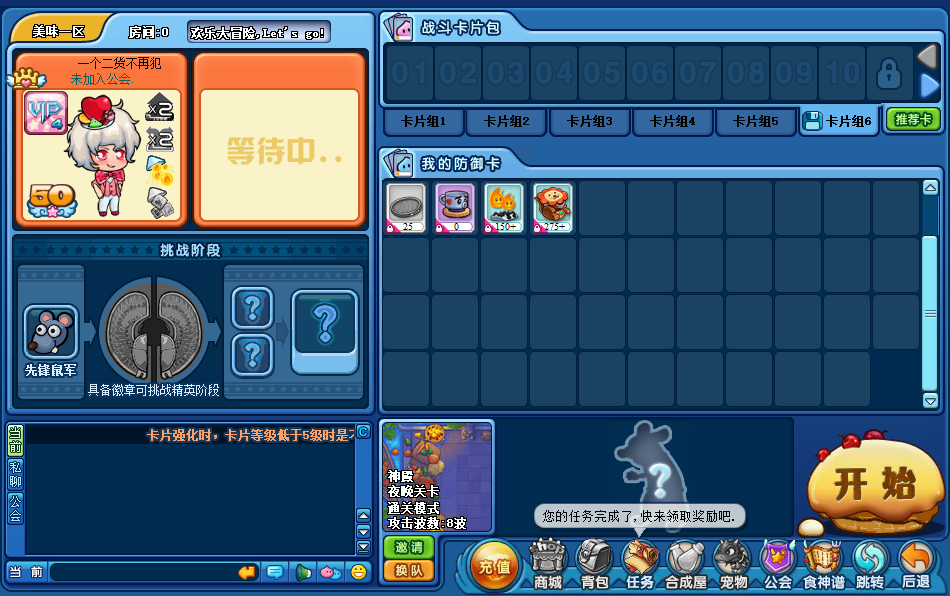 美味一区
房间:0
欢乐大冒险,Let's go!
一个二货不再犯
未加入公会.
VIP
4
x2
x2
50
等待中..
挑战阶段
?
?
?
先锋鼠军
具备徽章可挑战精英阶段
战斗卡片包
01 02 03 04 05 06 07 08 09 10
卡片组1 卡片组2 卡片组3 卡片组4 卡片组5 卡片组6 推荐卡
我的防御卡
25 0 150+ 275+
当前
私聊
公会
卡片强化时，卡片等级低于5级时是
C
当 前
神殿
夜晚关卡
通关模式
攻击波数:8波
?
您的任务完成了,快来领取奖励吧.
开始
邀请
换队
充值
商城 背包 任务 合成屋 宠物 公会 食神谱 跳转 后退